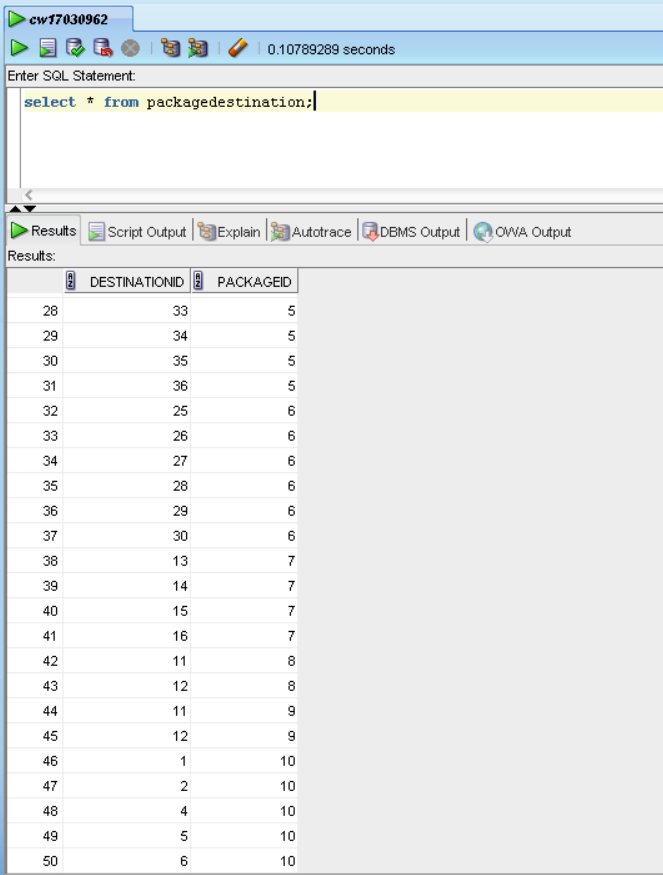 cw17030962
0.10789289 seconds
Enter SQL Statement:
select * from packagedestination;
Results Script Output Explain Autotrace DBMS Output OWA Output
Results:
DESTINATIONID PACKAGEID
28 33 5
29 34 5
30 35 5
31 36 5
32 25 6
33 26 6
34 27 6
35 28 6
36 29 6
37 30 6
38 13 7
39 14 7
40 15 7
41 16 7
42 11 8
43 12 8
44 11 9
45 12 9
46 1 10
47 2 10
48 4 10
49 5 10
50 6 10